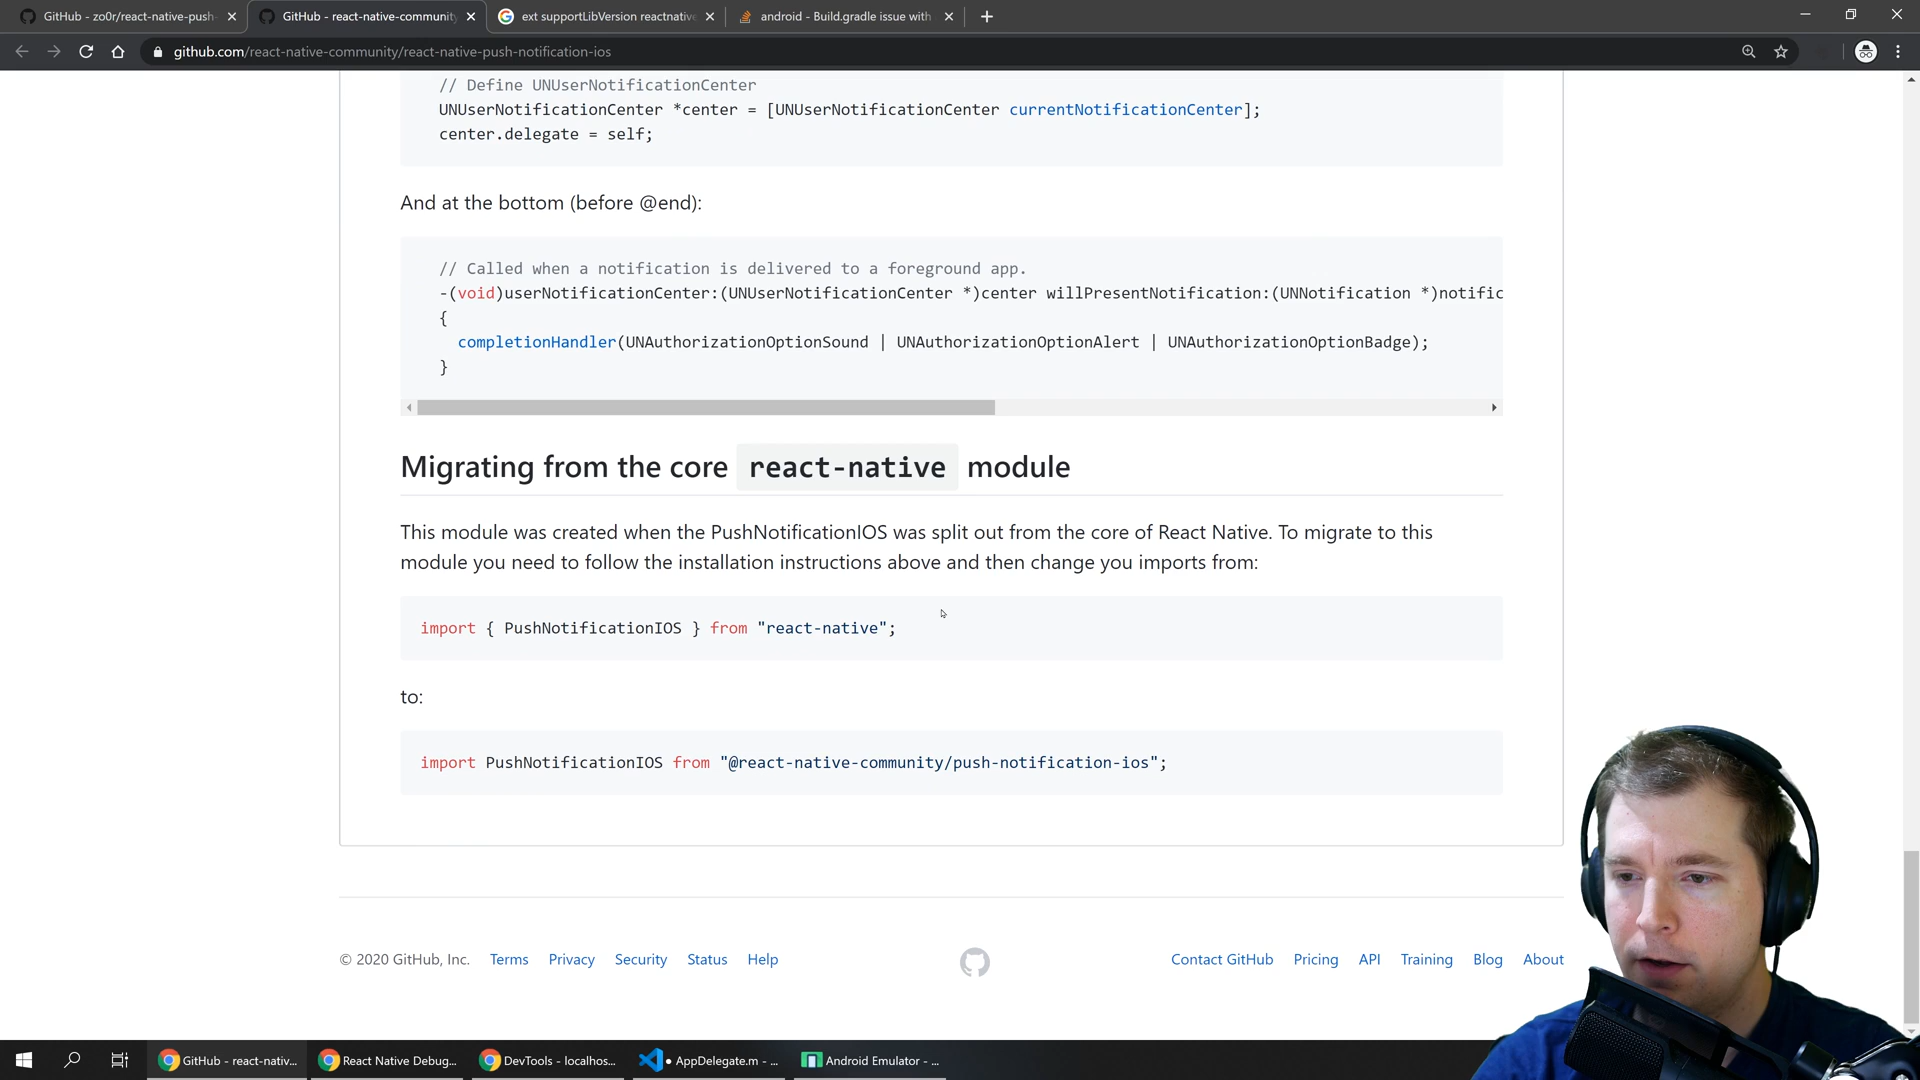 GitHub - zo0r/react-native-push-
GitHub - react-native-community
ext supportLibVersion reactnative
android - Build.gradle issue with
github.com/react-native-community/react-native-push-notification-ios
// Define UNUserNotificationCenter
UNUserNotificationCenter *center = [UNUserNotificationCenter currentNotificationCenter];
center.delegate = self;
And at the bottom (before @end):
// Called when a notification is delivered to a foreground app.
-(void)userNotificationCenter:(UNUserNotificationCenter *)center willPresentNotification:(UNNotification *)notific
{
completionHandler(UNAuthorizationOptionSound | UNAuthorizationOptionAlert | UNAuthorizationOptionBadge);
}
Migrating from the core react-native module
This module was created when the PushNotificationIOS was split out from the core of React Native. To migrate to this
module you need to follow the installation instructions above and then change you imports from:
import { PushNotificationIOS } from "react-native";
to:
import PushNotificationIOS from "@react-native-community/push-notification-ios";
© 2020 GitHub, Inc. Terms Privacy Security Status Help Contact GitHub Pricing API Training Blog About
GitHub - react-nativ...
React Native Debug...
DevTools - localhos...
● AppDelegate.m - ...
Android Emulator - ...